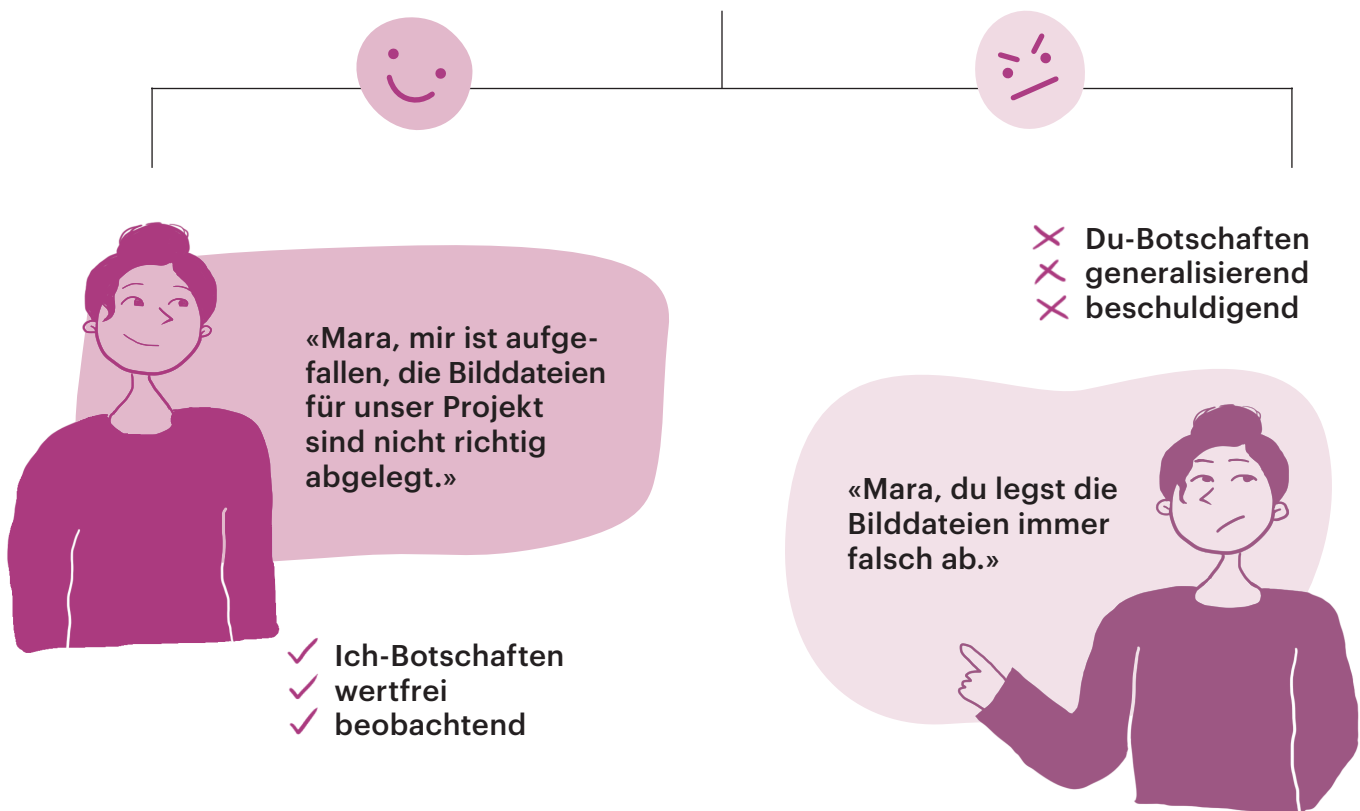 «Mara, mir ist aufge-
fallen, die Bilddateien
für unser Projekt
sind nicht richtig
abgelegt.»
Ich-Botschaften
wertfrei
beobachtend
Du-Botschaften
generalisierend
beschuldigend
«Mara, du legst die
Bilddateien immer
falsch ab.»